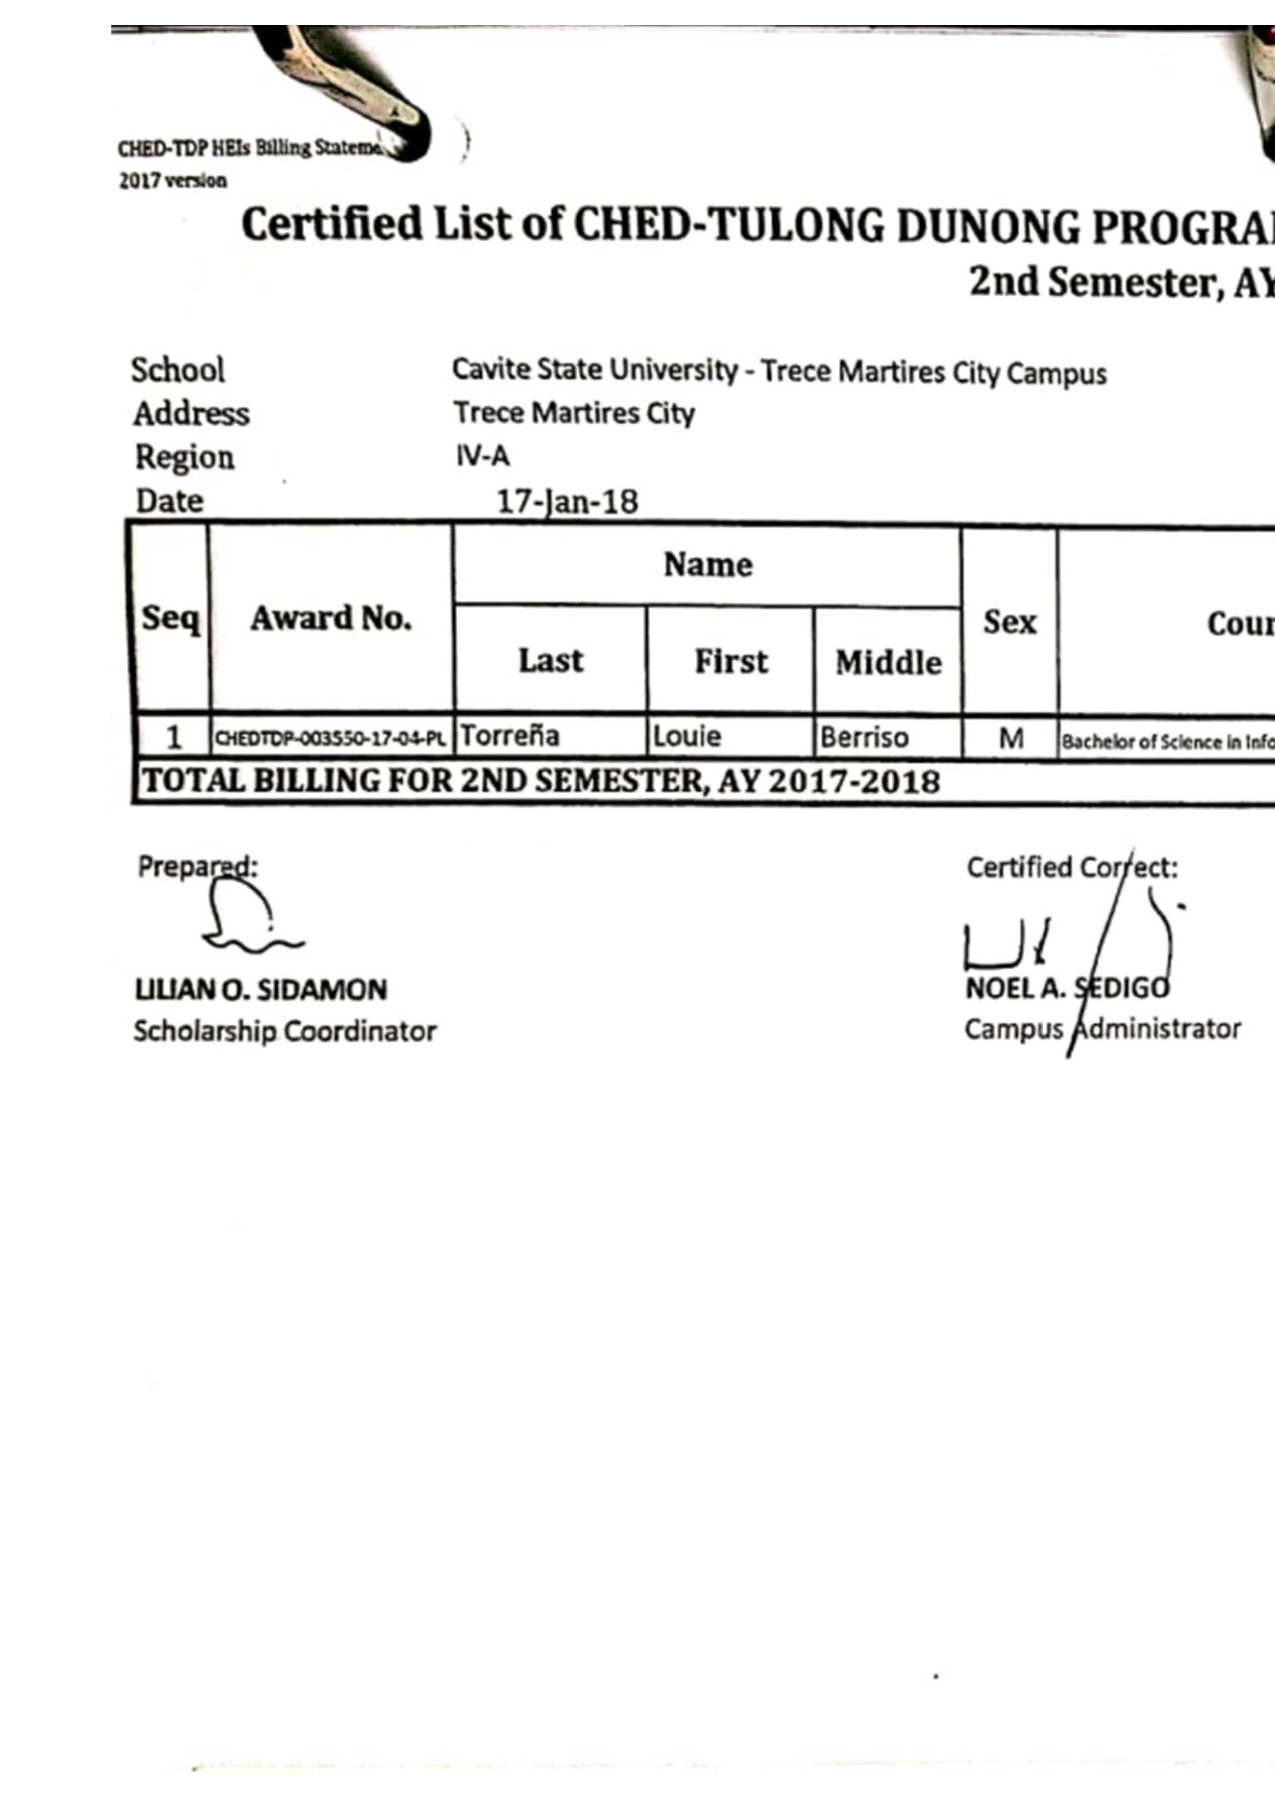 CHED-TDP HEIs Billing Stateme
2017 version
Certified List of CHED-TULONG DUNONG PROGRA
2nd Semester, AY
School Cavite State University - Trece Martires City Campus
Address Trece Martires City
Region IV-A
Date 17-Jan-18
Name
Seq Award No. Sex Cour
Last First Middle
1 CHEDTDP-003550-17-04-PL Torreña Louie Berriso M Bachelor of Science in Info
TOTAL BILLING FOR 2ND SEMESTER, AY 2017-2018
Prepared: Certified Correct:
LILIAN O. SIDAMON NOEL A. SEDIGO
Scholarship Coordinator Campus Administrator